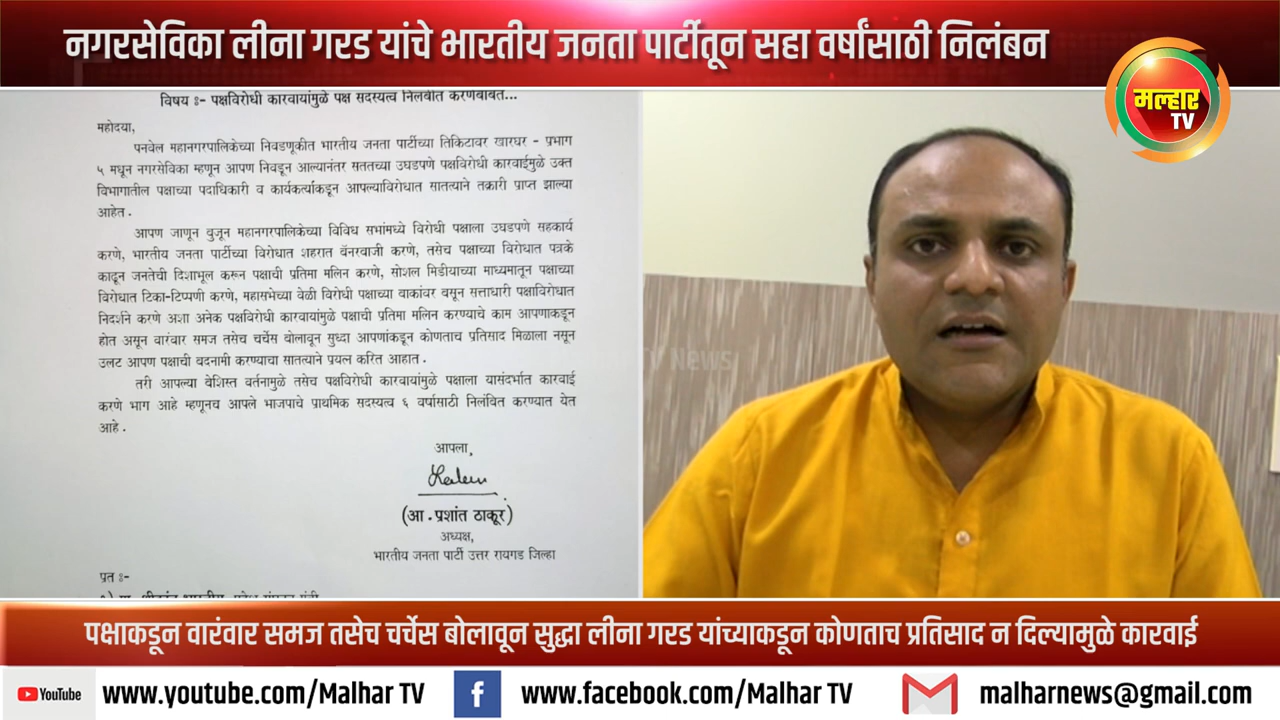 नगरसेविका लीना गरड यांचे भारतीय जनता पार्टीतून सहा वर्षांसाठी निलंबन
मल्हार
TV
विषय ः- पक्षविरोधी कारवायांमुळे पक्ष सदस्यत्व निलंबीत करणेबाबत...
महोदया,
पनवेल महानगरपालिकेच्या निवडणूकीत भारतीय जनता पार्टीच्या तिकिटावर खारघर - प्रभाग
५ मधून नगरसेविका म्हणून आपण निवडून आल्यानंतर सततच्या उघडपणे पक्षविरोधी कारवाईमुळे उक्त
विभागातील पक्षाच्या पदाधिकारी व कार्यकर्त्याकडून आपल्याविरोधात सातत्याने तक्रारी प्राप्त झाल्या
आहेत .
आपण जाणून वुजून महानगरपालिकेच्या विविध सभांमध्ये विरोधी पक्षाला उघडपणे सहकार्य
करणे, भारतीय जनता पार्टीच्या विरोधात शहरात बॅनरवाजी करणे, तसेच पक्षाच्या विरोधात पत्रके
काढून जनतेची दिशाभूल करून पक्षाची प्रतिमा मलिन करणे, सोशल मिडीयाच्या माध्यमातून पक्षाच्या
विरोधात टिका-टिप्पणी करणे, महासभेच्या वेळी विरोधी पक्षाच्या वाकांवर वसून सत्ताधारी पक्षाविरोधात
निदर्शने करणे अशा अनेक पक्षविरोधी कारवायांमुळे पक्षाची प्रतिमा मलिन करण्याचे काम आपणाकडून
होत असून वारंवार समज तसेच चर्चेस बोलावून सुध्दा आपणांकडून कोणताच प्रतिसाद मिळाला नसून
उलट आपण पक्षाची बदनामी करण्याचा सातत्याने प्रयत्न करित आहात .
तरी आपल्या बेशिस्त वर्तनामुळे तसेच पक्षविरोधी कारवायांमुळे पक्षाला यासंदर्भात कारवाई
करणे भाग आहे म्हणूनच आपले भाजपाचे प्राथमिक सदस्यत्व ६ वर्षासाठी निलंवित करण्यात येत
आहे .
आपला,
(आ . प्रशांत ठाकूर)
अध्यक्ष,
भारतीय जनता पार्टी उत्तर रायगड जिल्हा
प्रत ः-
TV News
पक्षाकडून वारंवार समज तसेच चर्चेस बोलावून सुद्धा लीना गरड यांच्याकडून कोणताच प्रतिसाद न दिल्यामुळे कारवाई
YouTube www.youtube.com/Malhar TV www.facebook.com/Malhar TV malharnews@gmail.com